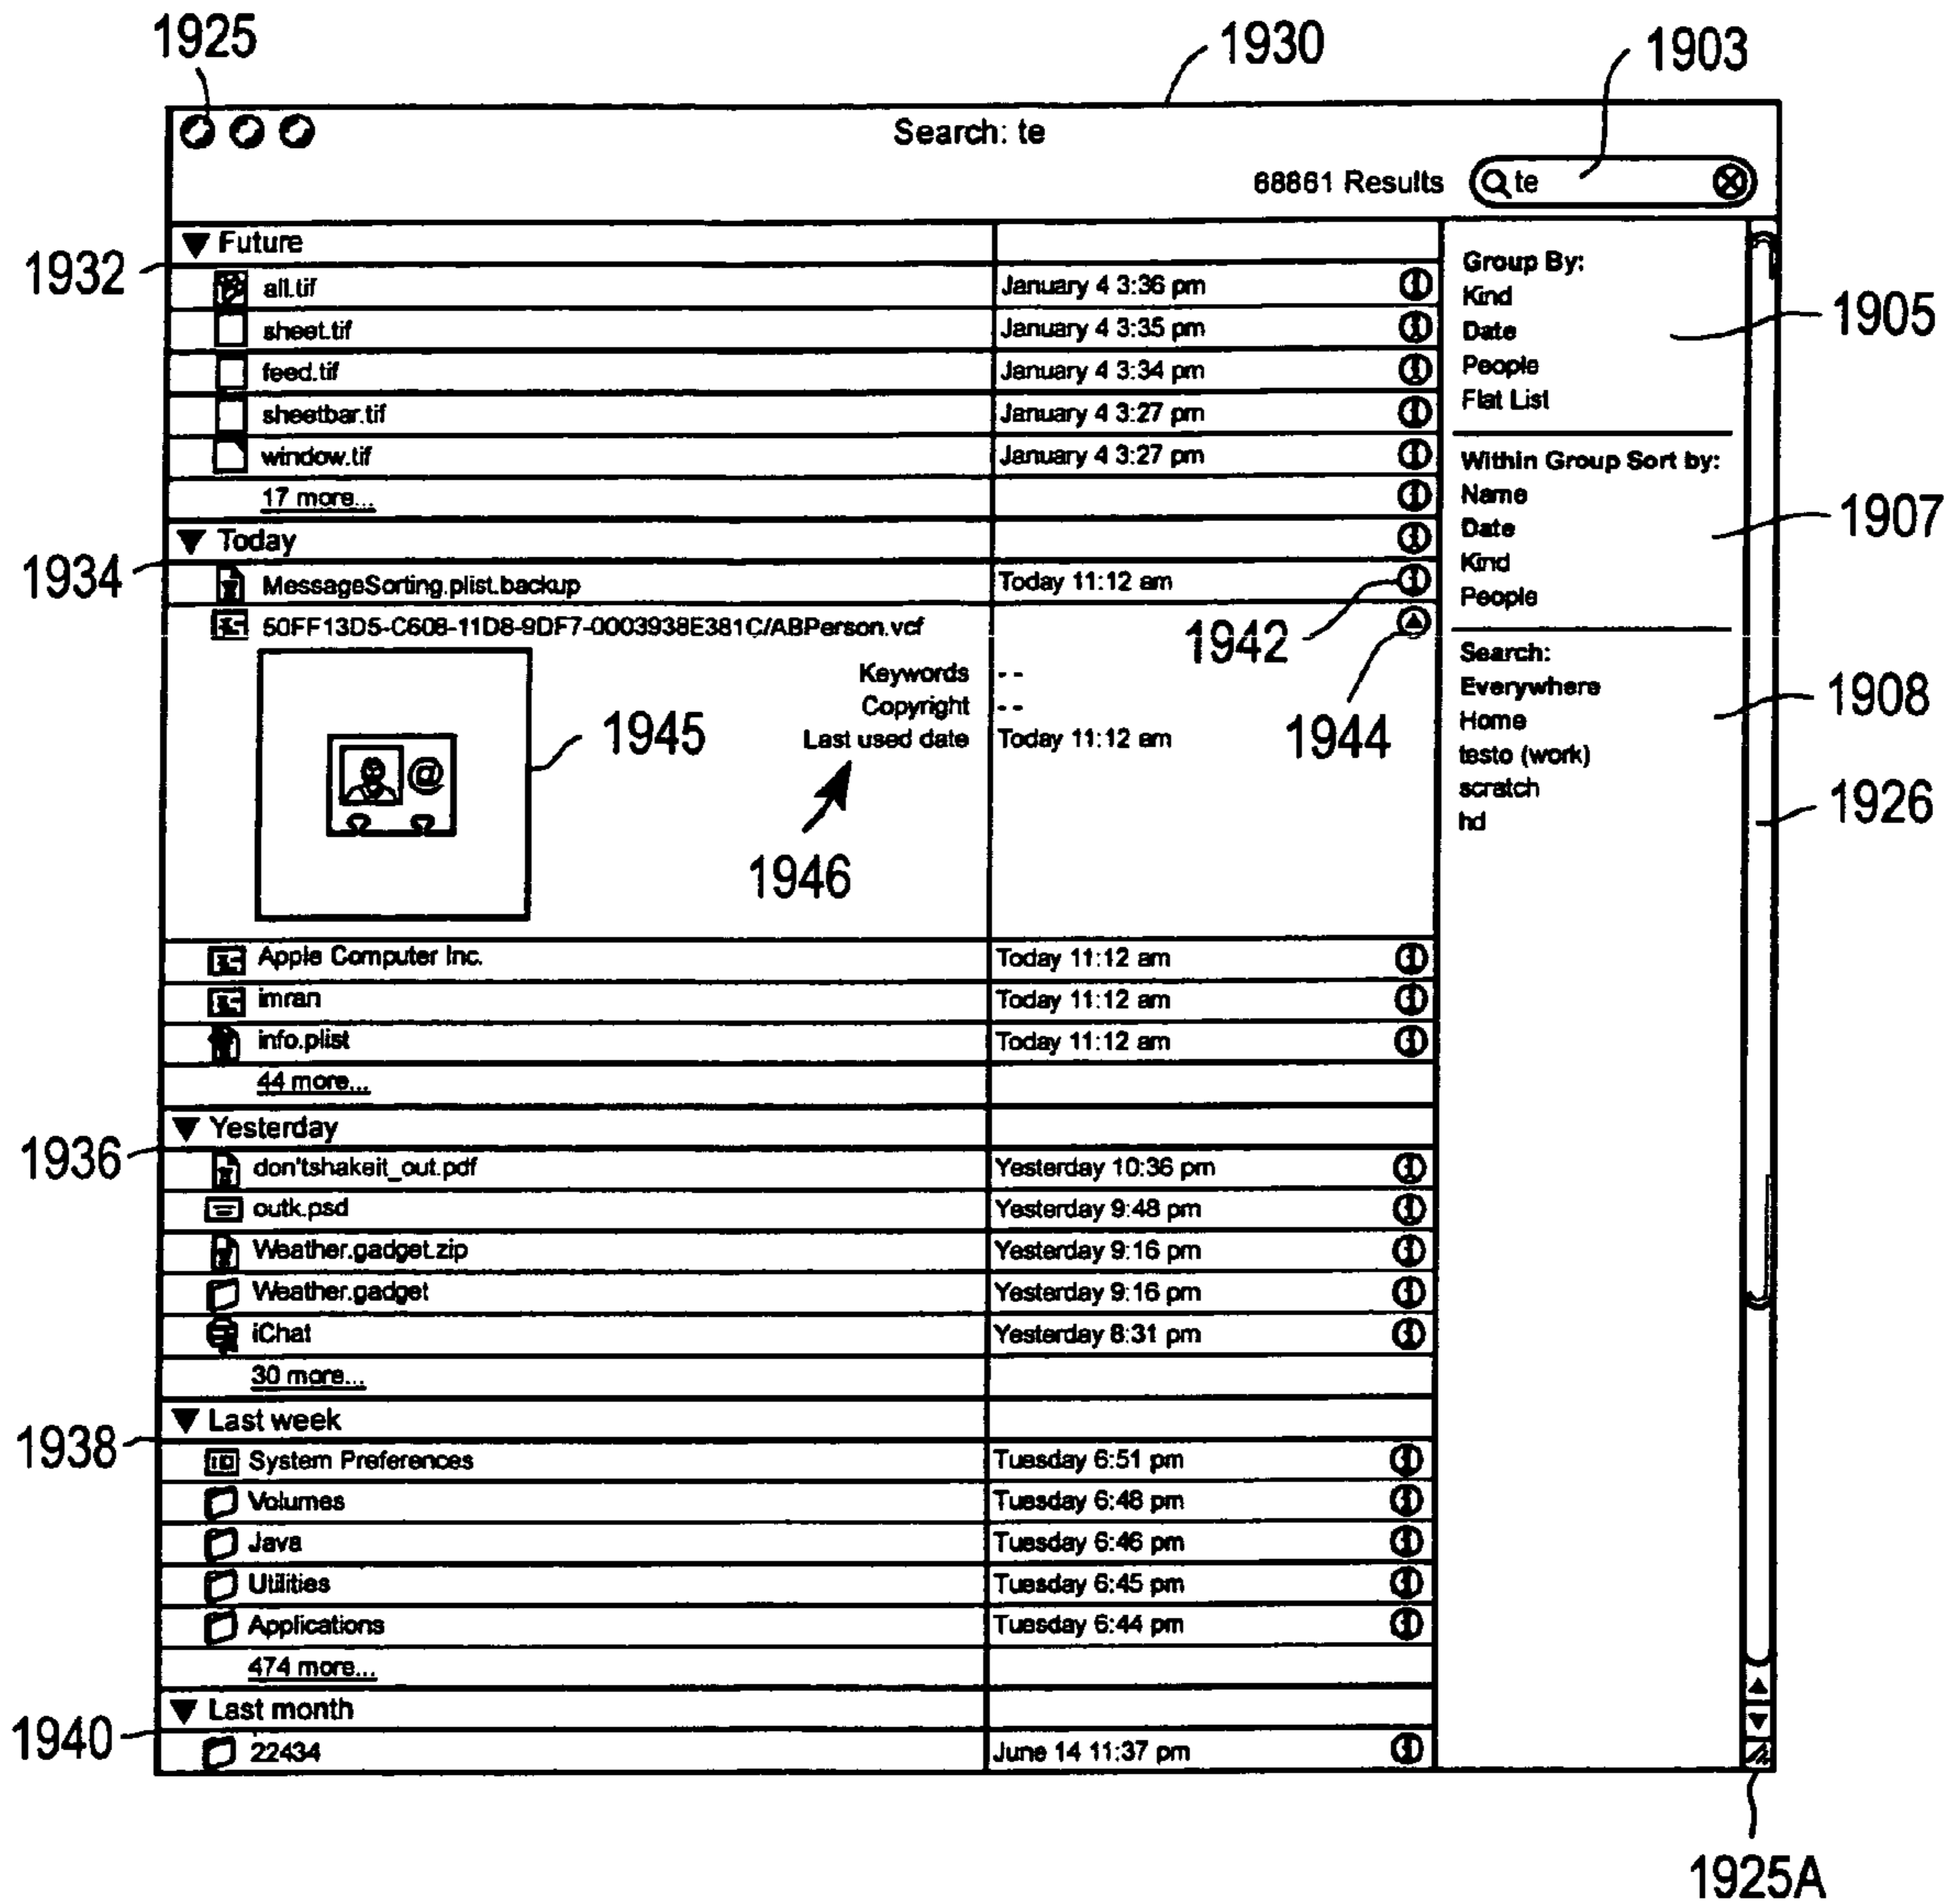 1925
1930
1903
Search: te
68861 Results
te
1932
Future
all.tif January 4 3:36 pm
sheet.tif January 4 3:35 pm
feed.tif January 4 3:34 pm
sheetbar.tif January 4 3:27 pm
window.tif January 4 3:27 pm
17 more...
1934
Today
MessageSorting.plist.backup Today 11:12 am
1942
50FF13D5-C608-11D8-9DF7-0003938E381C/ABPerson.vcf
1944
Keywords --
Copyright --
Last used date Today 11:12 am
@
1945
1946
Apple Computer Inc. Today 11:12 am
imran Today 11:12 am
info.plist Today 11:12 am
44 more...
1936
Yesterday
don'tshakeit_out.pdf Yesterday 10:36 pm
outk.psd Yesterday 9:48 pm
Weather.gadget.zip Yesterday 9:16 pm
Weather.gadget Yesterday 9:16 pm
iChat Yesterday 8:31 pm
30 more...
1938
Last week
System Preferences Tuesday 6:51 pm
Volumes Tuesday 6:48 pm
Java Tuesday 6:46 pm
Utilities Tuesday 6:45 pm
Applications Tuesday 6:44 pm
474 more...
1940
Last month
22434 June 14 11:37 pm
Group By:
Kind
Date
People
Flat List
1905
Within Group Sort by:
Name
Date
Kind
People
1907
Search:
Everywhere
Home
testo (work)
scratch
hd
1908
1926
1925A